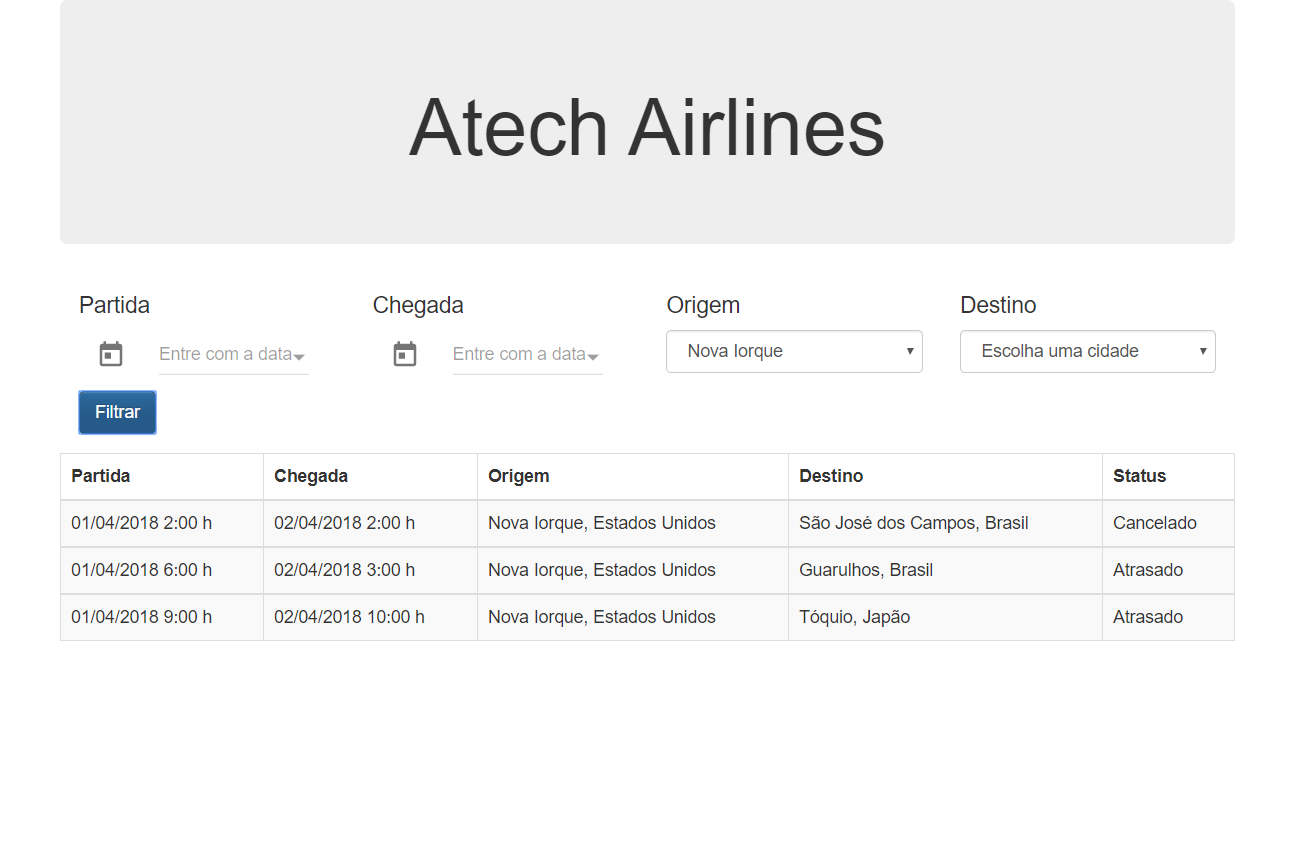 Atech Airlines
Partida Chegada Origem Destino
Entre com a data Entre com a data Nova Iorque Escolha uma cidade
Filtrar
Partida Chegada Origem Destino Status
01/04/2018 2:00 h 02/04/2018 2:00 h Nova Iorque, Estados Unidos São José dos Campos, Brasil Cancelado
01/04/2018 6:00 h 02/04/2018 3:00 h Nova Iorque, Estados Unidos Guarulhos, Brasil Atrasado
01/04/2018 9:00 h 02/04/2018 10:00 h Nova Iorque, Estados Unidos Tóquio, Japão Atrasado